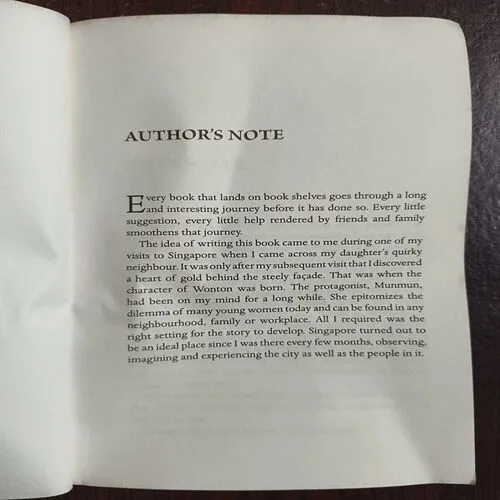 AUTHOR'S NOTE
Every book that lands on book shelves goes through a long
and interesting journey before it has done so. Every little
suggestion, every little help rendered by friends and family
smoothens that journey.
The idea of writing this book came to me during one of my
visits to Singapore when I came across my daughter's quirky
neighbour. It was only after my subsequent visit that I discovered
a heart of gold behind the steely façade. That was when the
character of Wonton was born. The protagonist, Munmun,
had been on my mind for a long while. She epitomizes the
dilemma of many young women today and can be found in any
neighbourhood, family or workplace. All I required was the
right setting for the story to develop. Singapore turned out to
be an ideal place since I was there every few months, observing,
imagining and experiencing the city as well as the people in it.